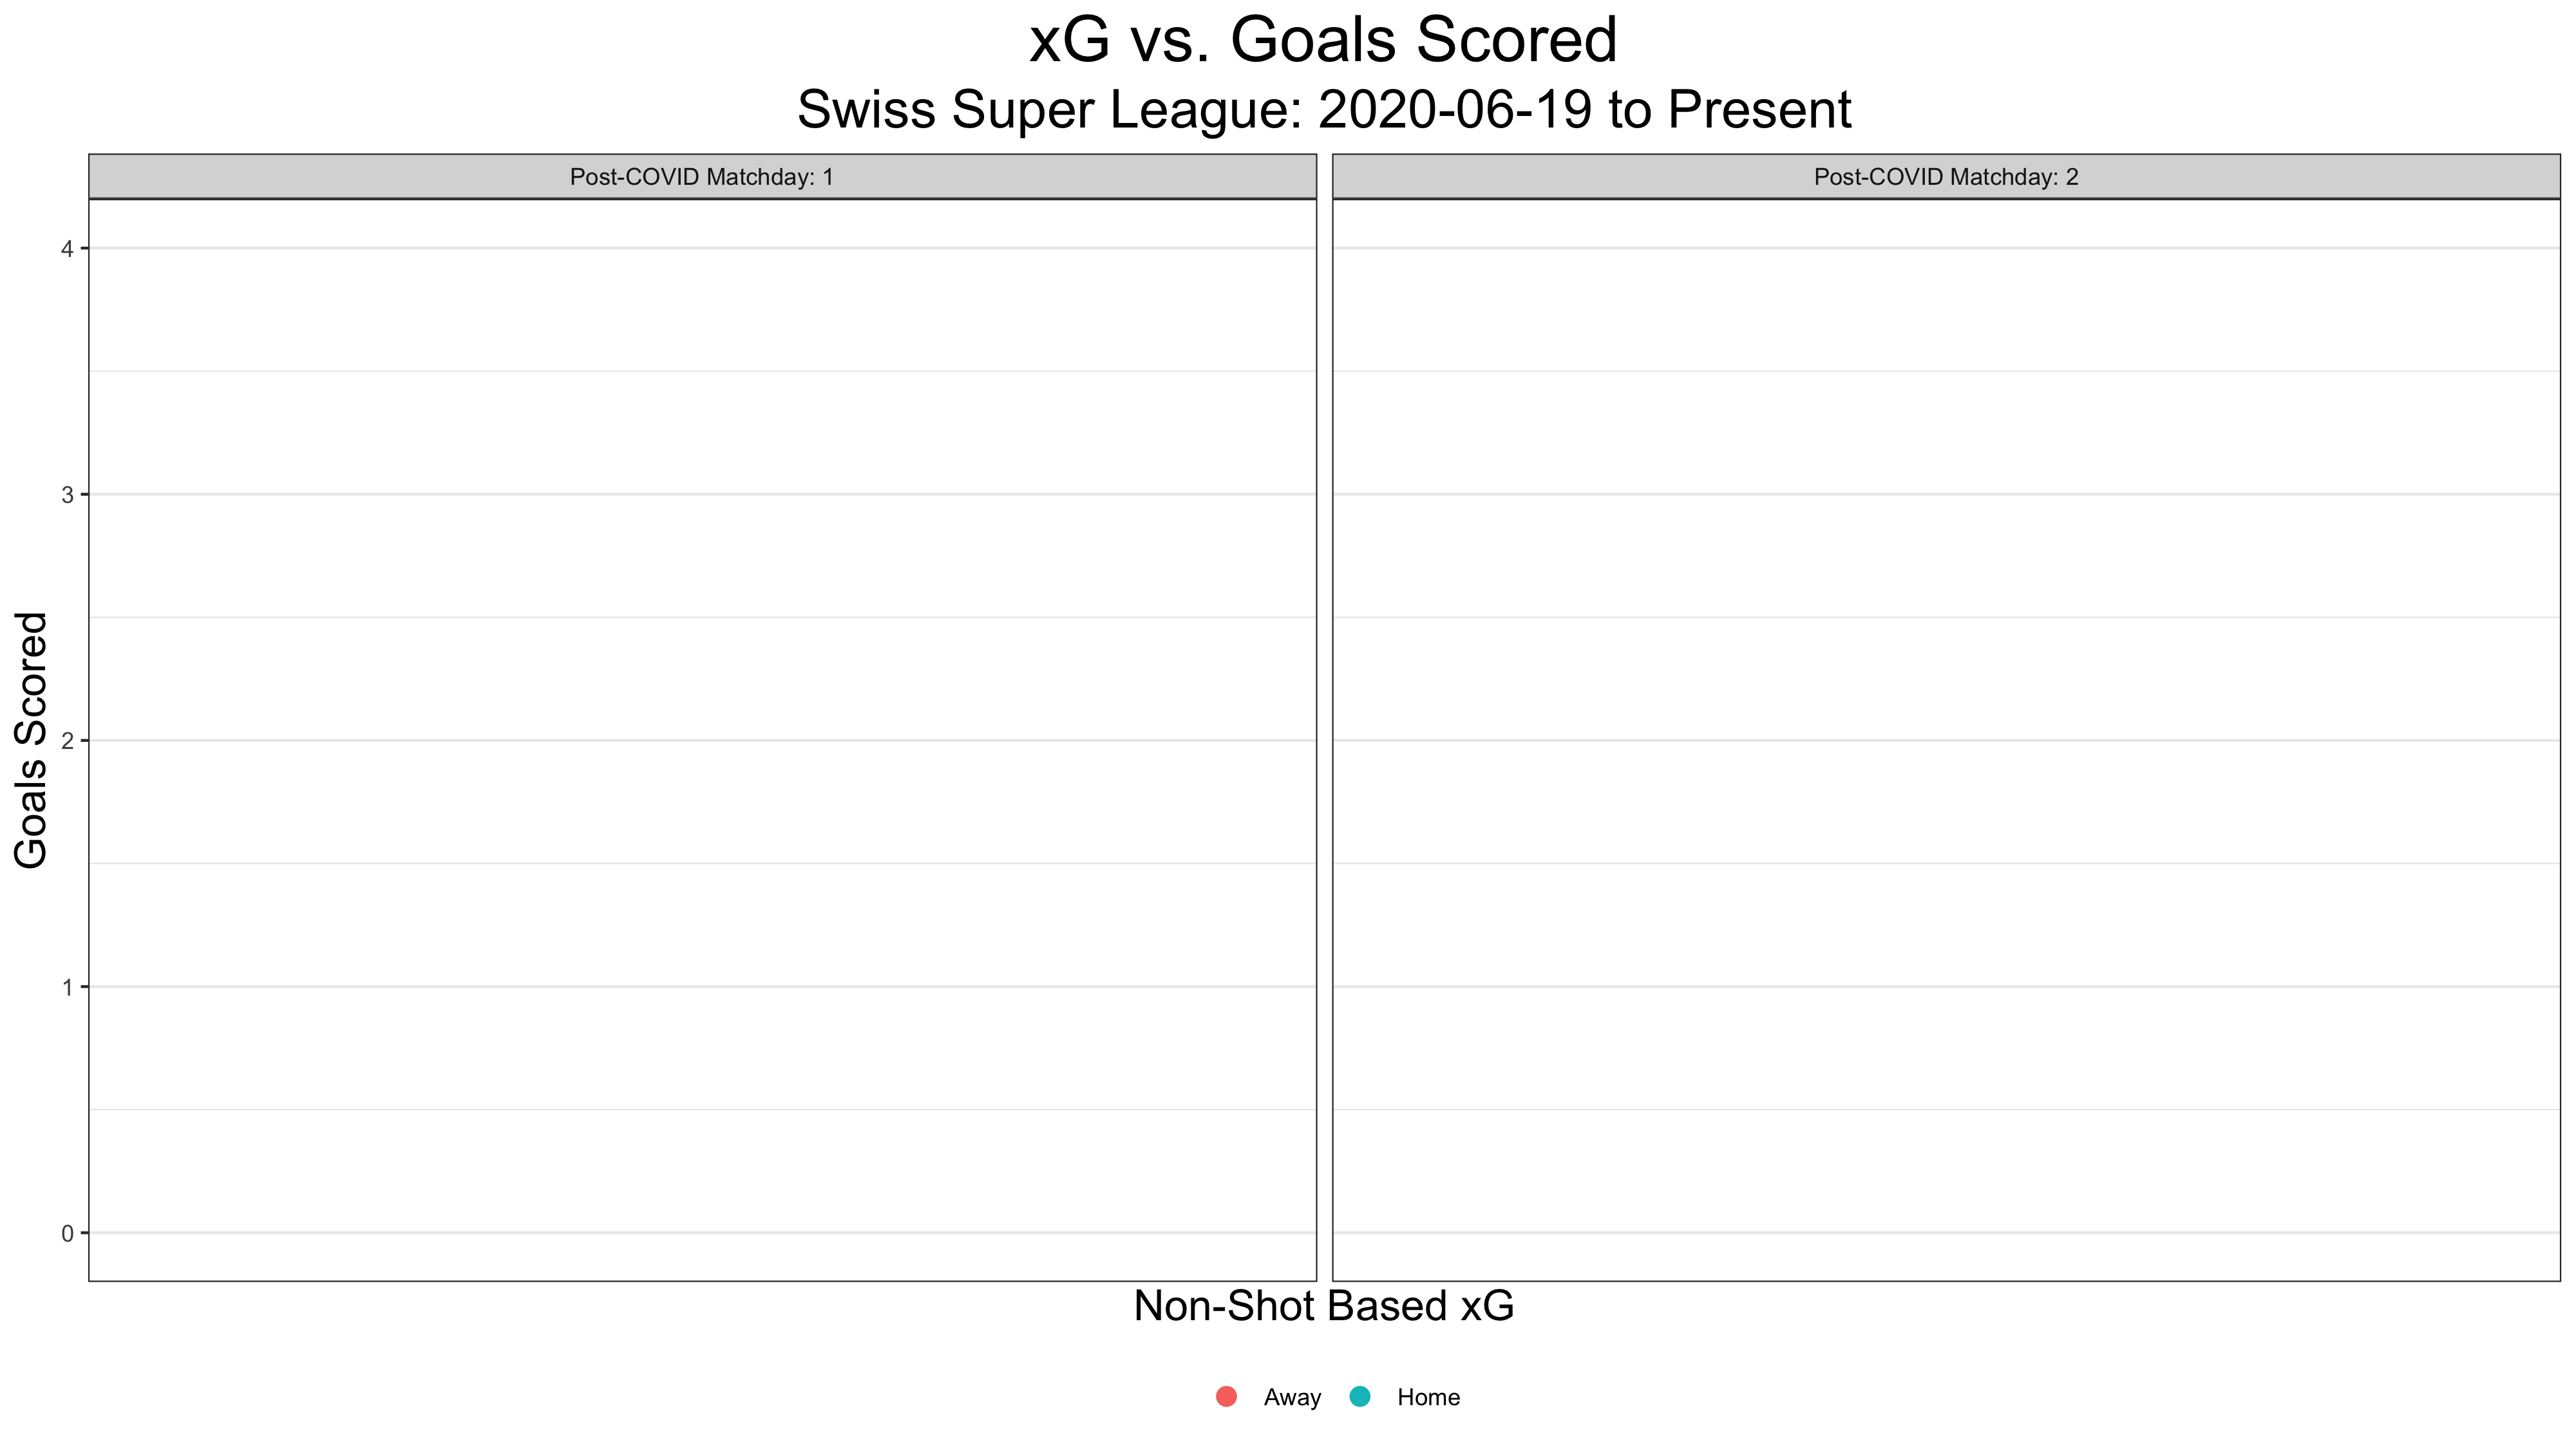 xG vs. Goals Scored
Swiss Super League: 2020-06-19 to Present
Post-COVID Matchday: 1
Post-COVID Matchday: 2
Goals Scored
4
3
2
1
0
Non-Shot Based xG
Away
Home